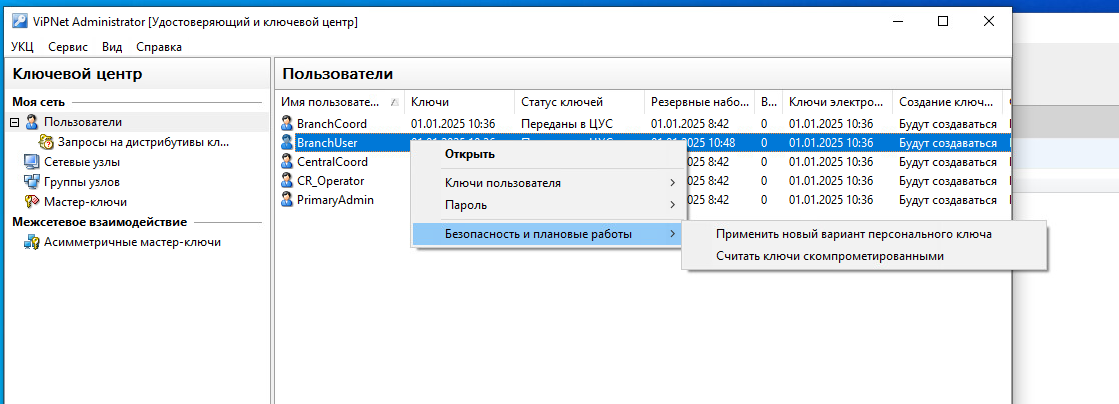 ViPNet Administrator [Удостоверяющий и ключевой центр]
УКЦ Сервис Вид Справка
Ключевой центр
Моя сеть
Пользователи
Запросы на дистрибутивы кл...
Сетевые узлы
Группы узлов
Мастер-ключи
Межсетевое взаимодействие
Асимметричные мастер-ключи
Пользователи
Имя пользовате... Ключи Статус ключей Резервные набо... В... Ключи электро... Создание ключ...
BranchCoord 01.01.2025 10:36 Переданы в ЦУС 01.01.2025 8:42 0 01.01.2025 10:36 Будут создаваться
BranchUser 2025 10:48 0 01.01.2025 10:36 Будут создаваться
CentralCoord 2025 8:42 0 01.01.2025 10:36 Будут создаваться
CR_Operator 2025 8:42 0 01.01.2025 10:36 Будут создаваться
PrimaryAdmin 2025 8:42 0 01.01.2025 10:36 Будут создаваться
Открыть
Ключи пользователя
Пароль
Безопасность и плановые работы
Применить новый вариант персонального ключа
Считать ключи скомпрометированными